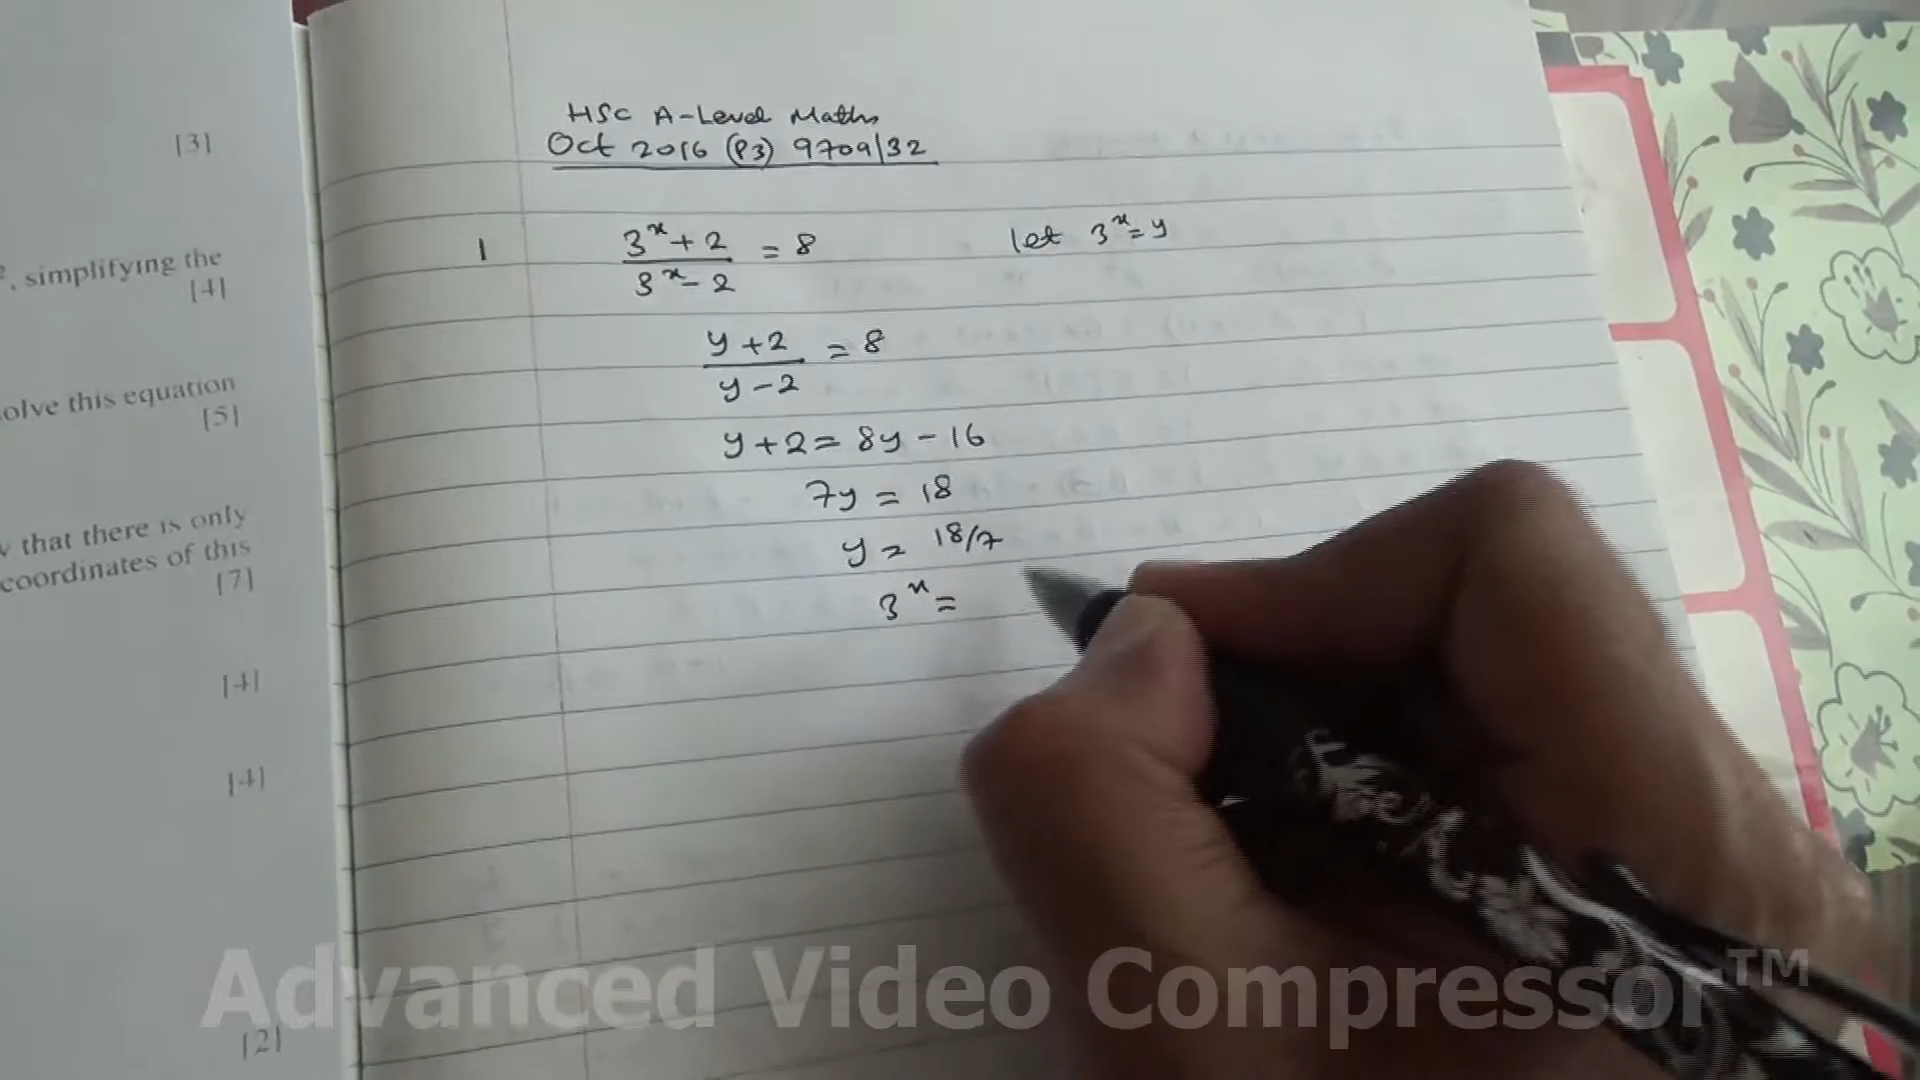 [3]
, simplifying the
[4]
olve this equation
[5]
that there is only
coordinates of this
[7]
[4]
[4]
[2]
HSC A-Level Maths
Oct 2016 (P3) 9709/32
1
3^x + 2 / 3^x - 2 = 8
let 3^x = y
y + 2 / y - 2 = 8
y + 2 = 8y - 16
7y = 18
y = 18/7
3^x =
Advanced Video Compressor™